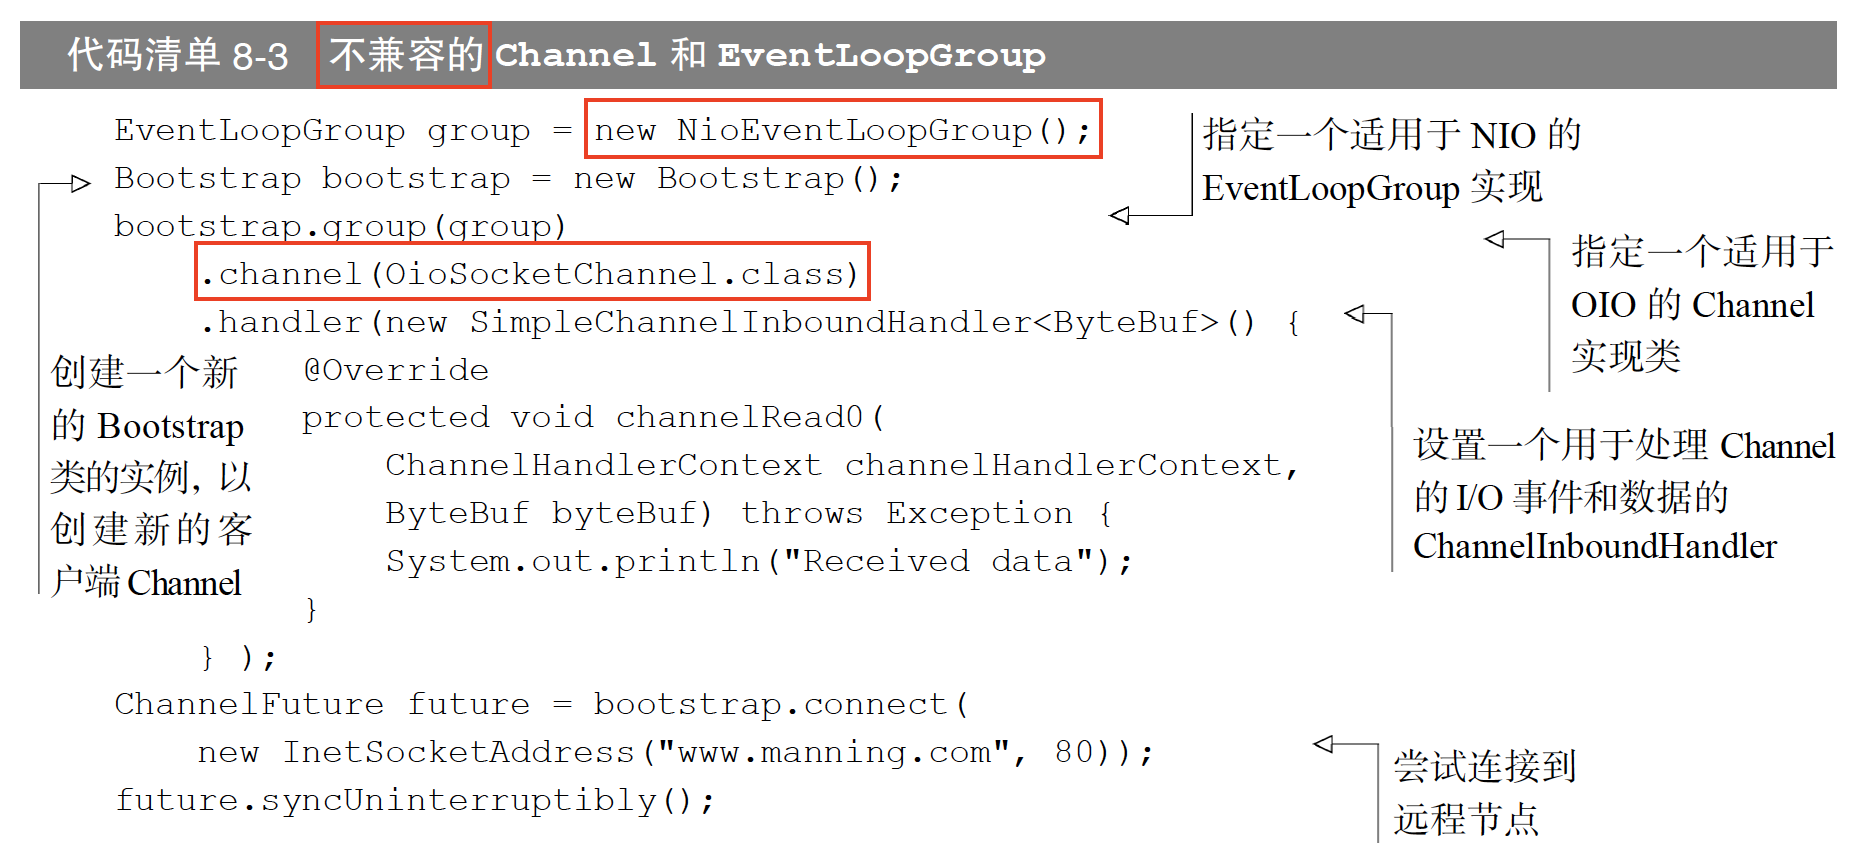 代码清单 8-3 不兼容的 Channel 和 EventLoopGroup
EventLoopGroup group = new NioEventLoopGroup();
Bootstrap bootstrap = new Bootstrap();
bootstrap.group(group)
.channel(OioSocketChannel.class)
.handler(new SimpleChannelInboundHandler<ByteBuf>() {
@Override
protected void channelRead0(
ChannelHandlerContext channelHandlerContext,
ByteBuf byteBuf) throws Exception {
System.out.println("Received data");
}
} );
ChannelFuture future = bootstrap.connect(
new InetSocketAddress("www.manning.com", 80));
future.syncUninterruptibly();
指定一个适用于 NIO 的
EventLoopGroup 实现
指定一个适用于
OIO 的 Channel
实现类
创建一个新
的 Bootstrap
类的实例，以
创建新的客
户端 Channel
设置一个用于处理 Channel
的 I/O 事件和数据的
ChannelInboundHandler
尝试连接到
远程节点